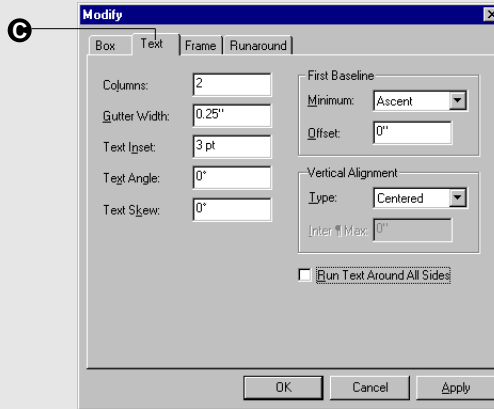 Modify
C
Box Text Frame Runaround
Columns: 2
Gutter Width: 0.25"
Text Inset: 3 pt
Text Angle: 0°
Text Skew: 0°
First Baseline
Minimum: Ascent
Offset: 0"
Vertical Alignment
Type: Centered
Inter ¶ Max: 0"
Run Text Around All Sides
OK Cancel Apply